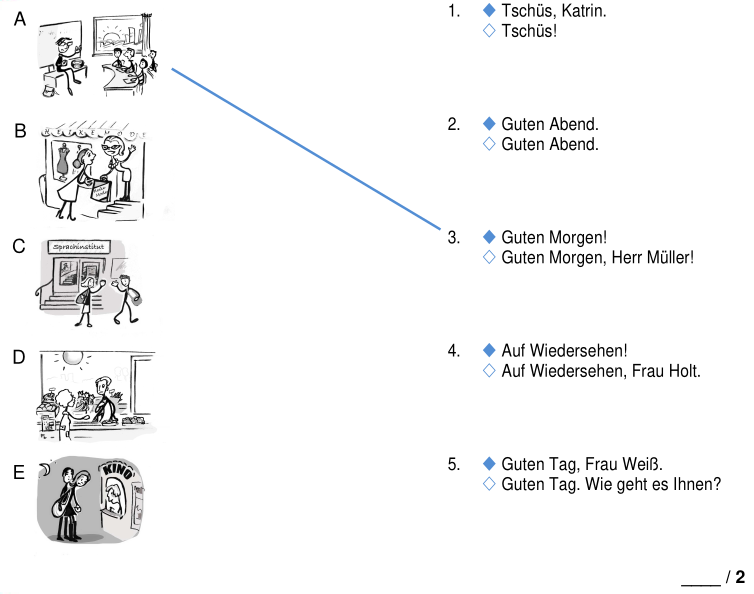 A
1. ◆ Tschüs, Katrin.
◇ Tschüs!
B
HEIKEMODE
2. ◆ Guten Abend.
◇ Guten Abend.
C
Sprachinstitut
3. ◆ Guten Morgen!
◇ Guten Morgen, Herr Müller!
D
4. ◆ Auf Wiedersehen!
◇ Auf Wiedersehen, Frau Holt.
E
KINO
5. ◆ Guten Tag, Frau Weiß.
◇ Guten Tag. Wie geht es Ihnen?
____ / 2